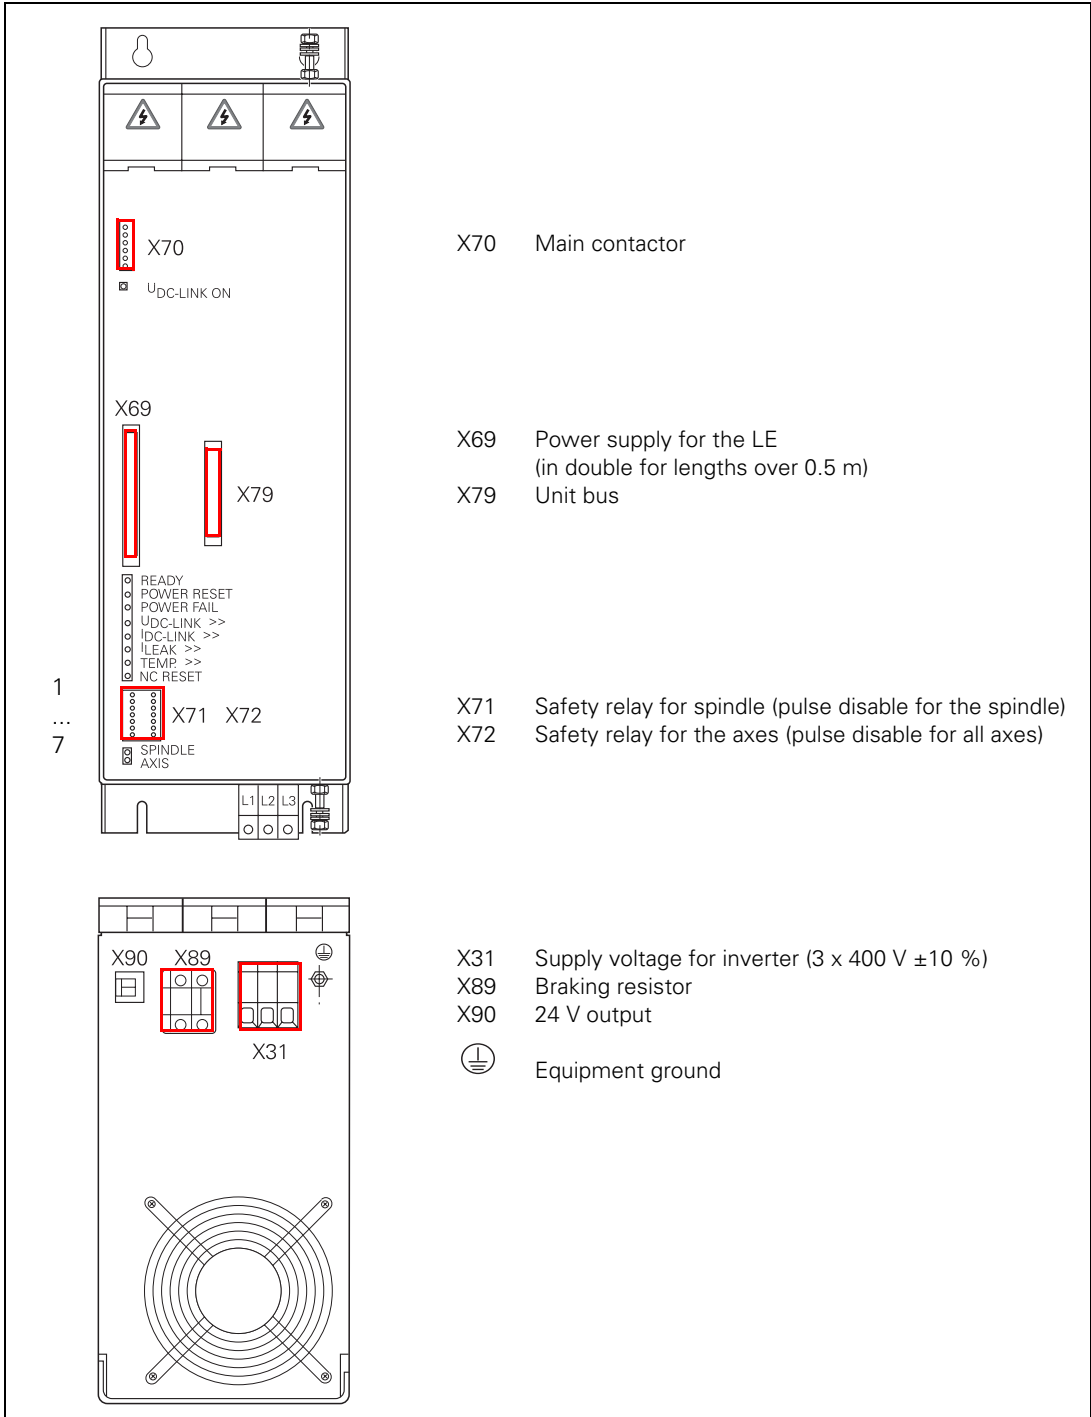 X70
X70 Main contactor
UDC-LINK ON
X69
X69 Power supply for the LE
(in double for lengths over 0.5 m)
X79
X79 Unit bus
READY
POWER RESET
POWER FAIL
UDC-LINK >>
IDC-LINK >>
ILEAK >>
TEMP. >>
NC RESET
1
...
7
X71 X72
X71 Safety relay for spindle (pulse disable for the spindle)
X72 Safety relay for the axes (pulse disable for all axes)
SPINDLE
AXIS
L1 L2 L3
X90 X89
X31
X31 Supply voltage for inverter (3 x 400 V ±10 %)
X89 Braking resistor
X90 24 V output
Equipment ground